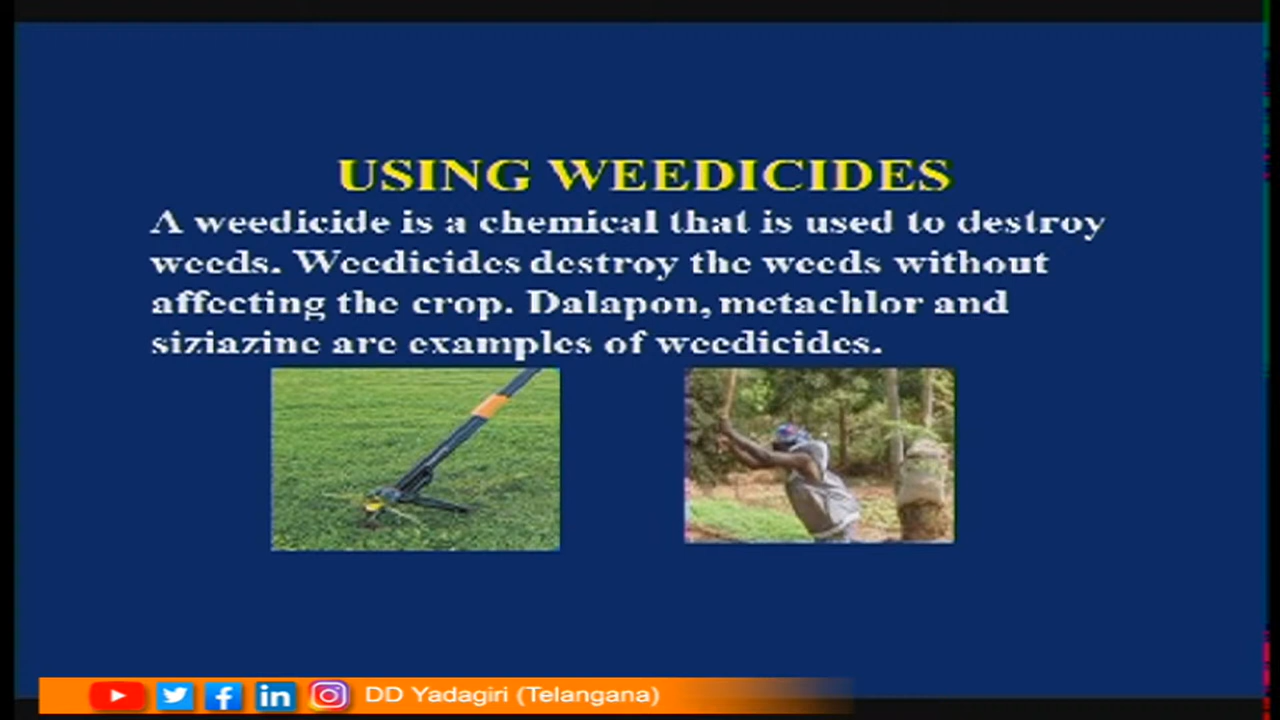 USING WEEDICIDES
A weedicide is a chemical that is used to destroy
weeds. Weedicides destroy the weeds without
affecting the crop. Dalapon, metachlor and
siziazine are examples of weedicides.
DD Yadagiri (Telangana)